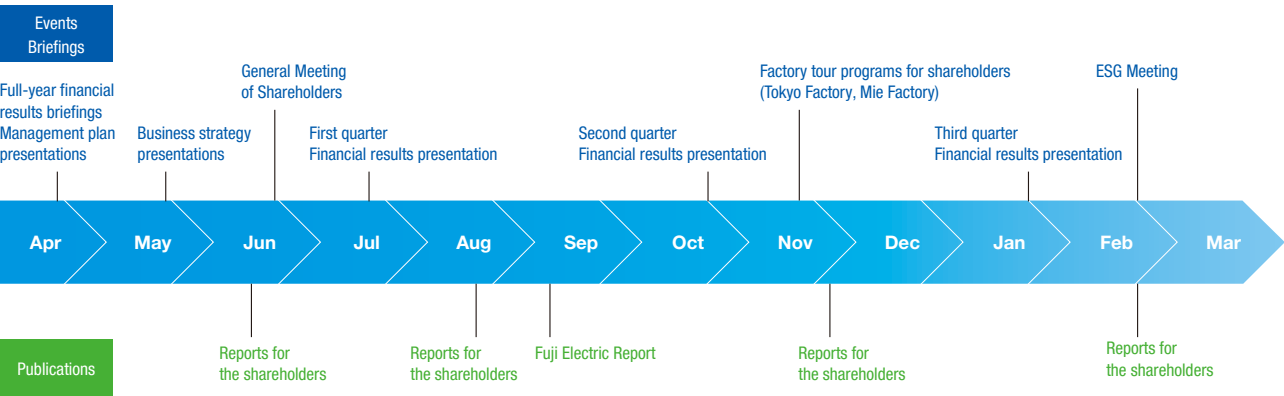 Events
Briefings
Full-year financial
results briefings
Management plan
presentations
Business strategy
presentations
General Meeting
of Shareholders
First quarter
Financial results presentation
Second quarter
Financial results presentation
Factory tour programs for shareholders
(Tokyo Factory, Mie Factory)
Third quarter
Financial results presentation
ESG Meeting
Apr
May
Jun
Jul
Aug
Sep
Oct
Nov
Dec
Jan
Feb
Mar
Publications
Reports for
the shareholders
Reports for
the shareholders
Fuji Electric Report
Reports for
the shareholders
Reports for
the shareholders